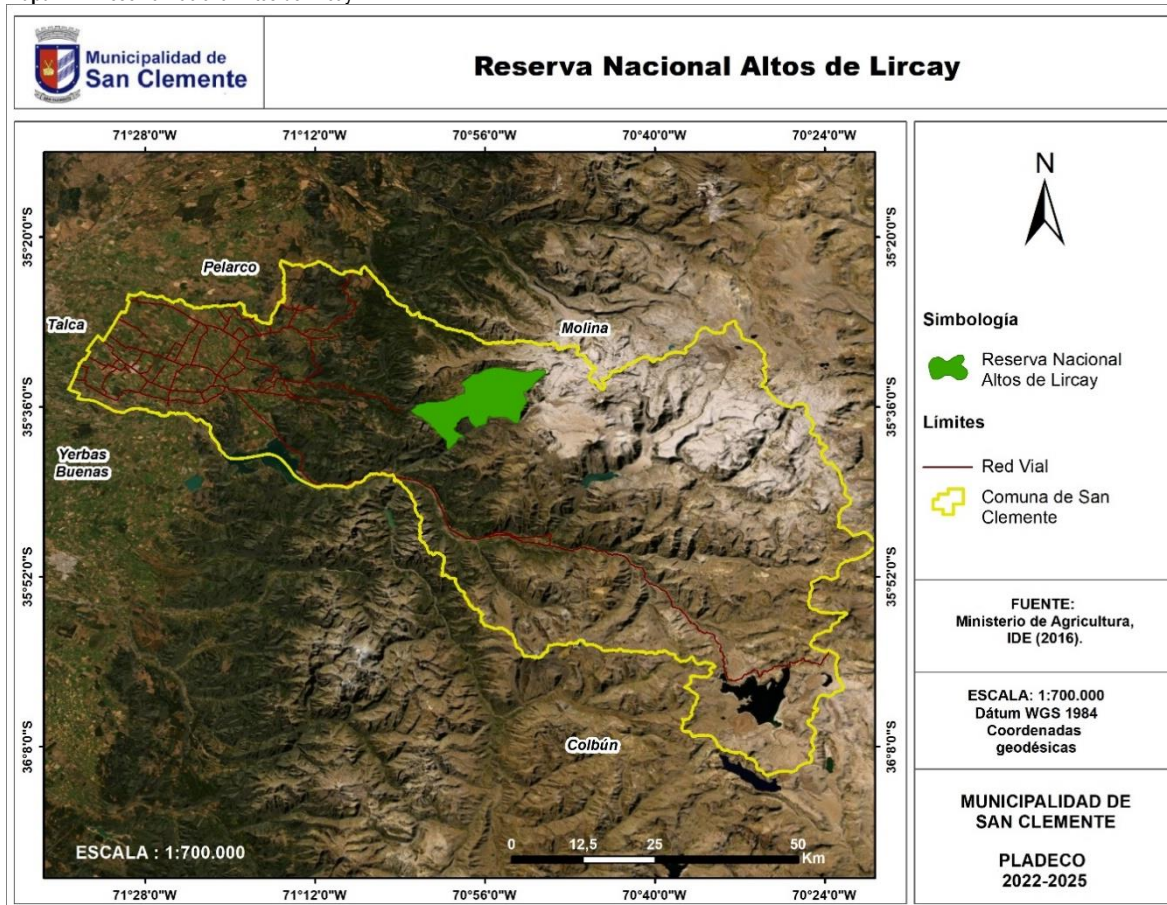 Municipalidad de
San Clemente
Reserva Nacional Altos de Lircay
71°28'0"W 71°12'0"W 70°56'0"W 70°40'0"W 70°24'0"W
35°20'0"S
35°20'0"S
Pelarco
Talca
Molina
35°36'0"S
35°36'0"S
Yerbas
Buenas
35°52'0"S
35°52'0"S
36°8'0"S
36°8'0"S
Colbún
ESCALA : 1:700.000
0 12,5 25 50
Km
71°28'0"W 71°12'0"W 70°56'0"W 70°40'0"W 70°24'0"W
N
Simbología
Reserva Nacional
Altos de Lircay
Límites
Red Vial
Comuna de San
Clemente
FUENTE:
Ministerio de Agricultura,
IDE (2016).
ESCALA: 1:700.000
Dátum WGS 1984
Coordenadas
geodésicas
MUNICIPALIDAD DE
SAN CLEMENTE
PLADECO
2022-2025